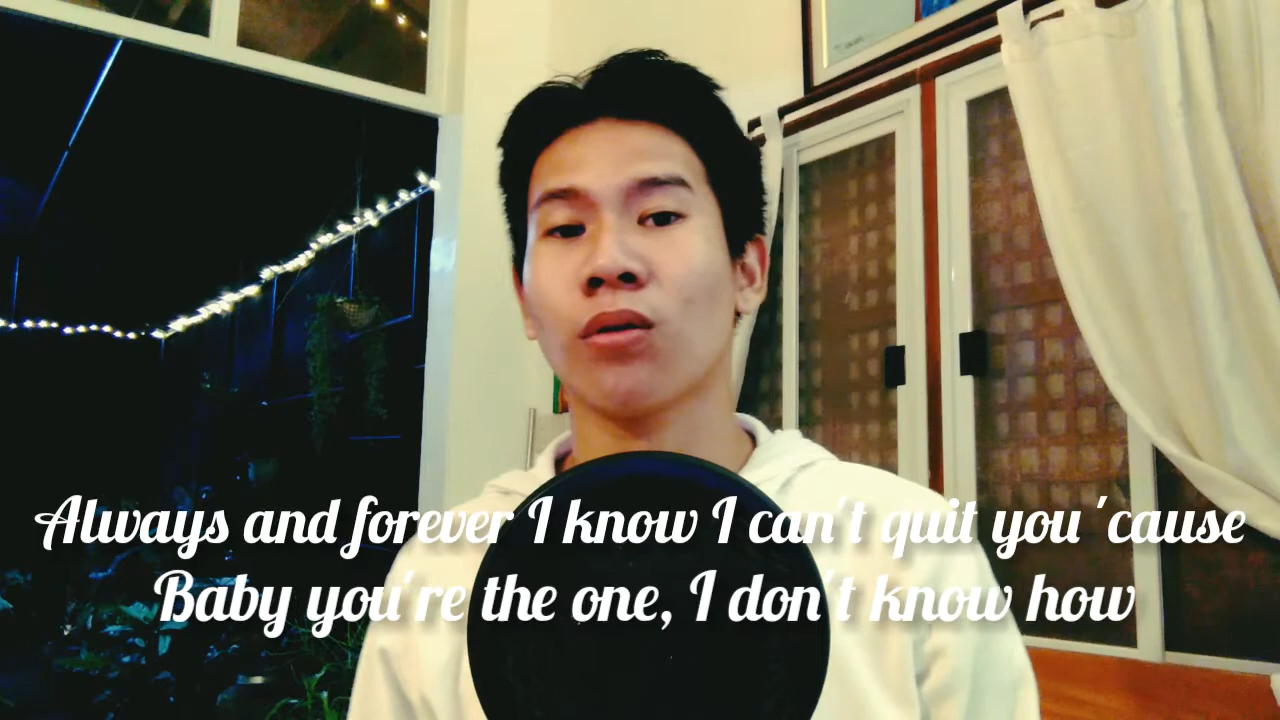 Always and forever I know I can't quit you 'cause
Baby you're the one, I don't know how